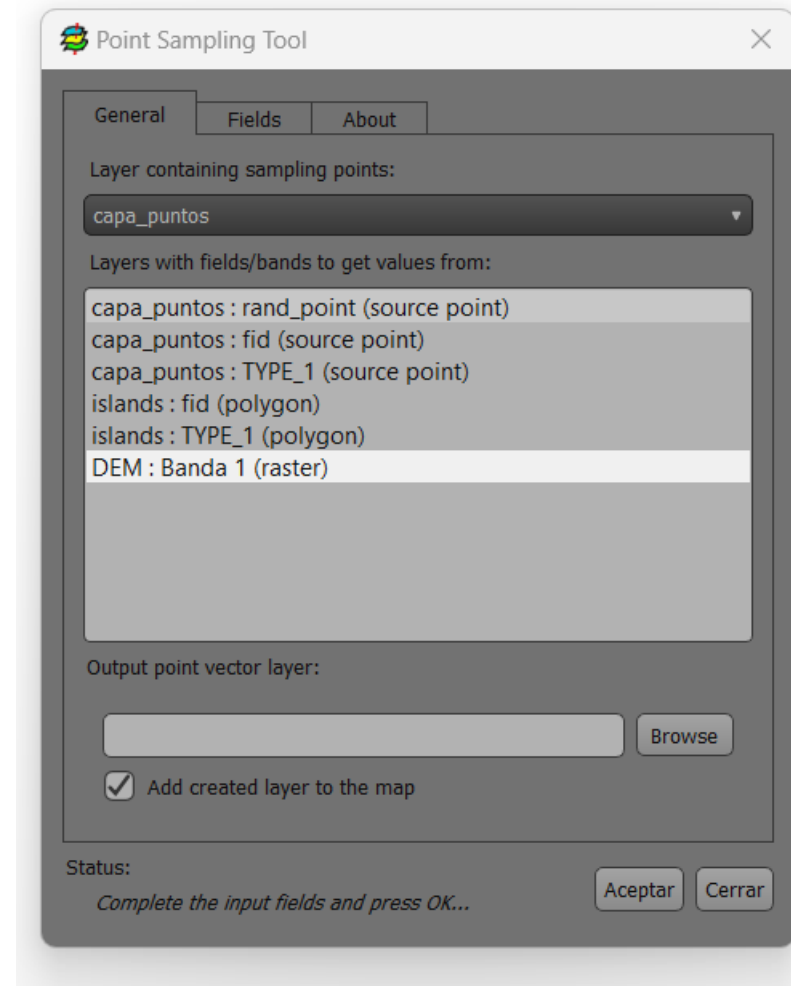 Point Sampling Tool
General
Fields
About
Layer containing sampling points:
capa_puntos
Layers with fields/bands to get values from:
capa_puntos : rand_point (source point)
capa_puntos : fid (source point)
capa_puntos : TYPE_1 (source point)
islands : fid (polygon)
islands : TYPE_1 (polygon)
DEM : Banda 1 (raster)
Output point vector layer:
Browse
Add created layer to the map
Status:
Complete the input fields and press OK...
Aceptar
Cerrar